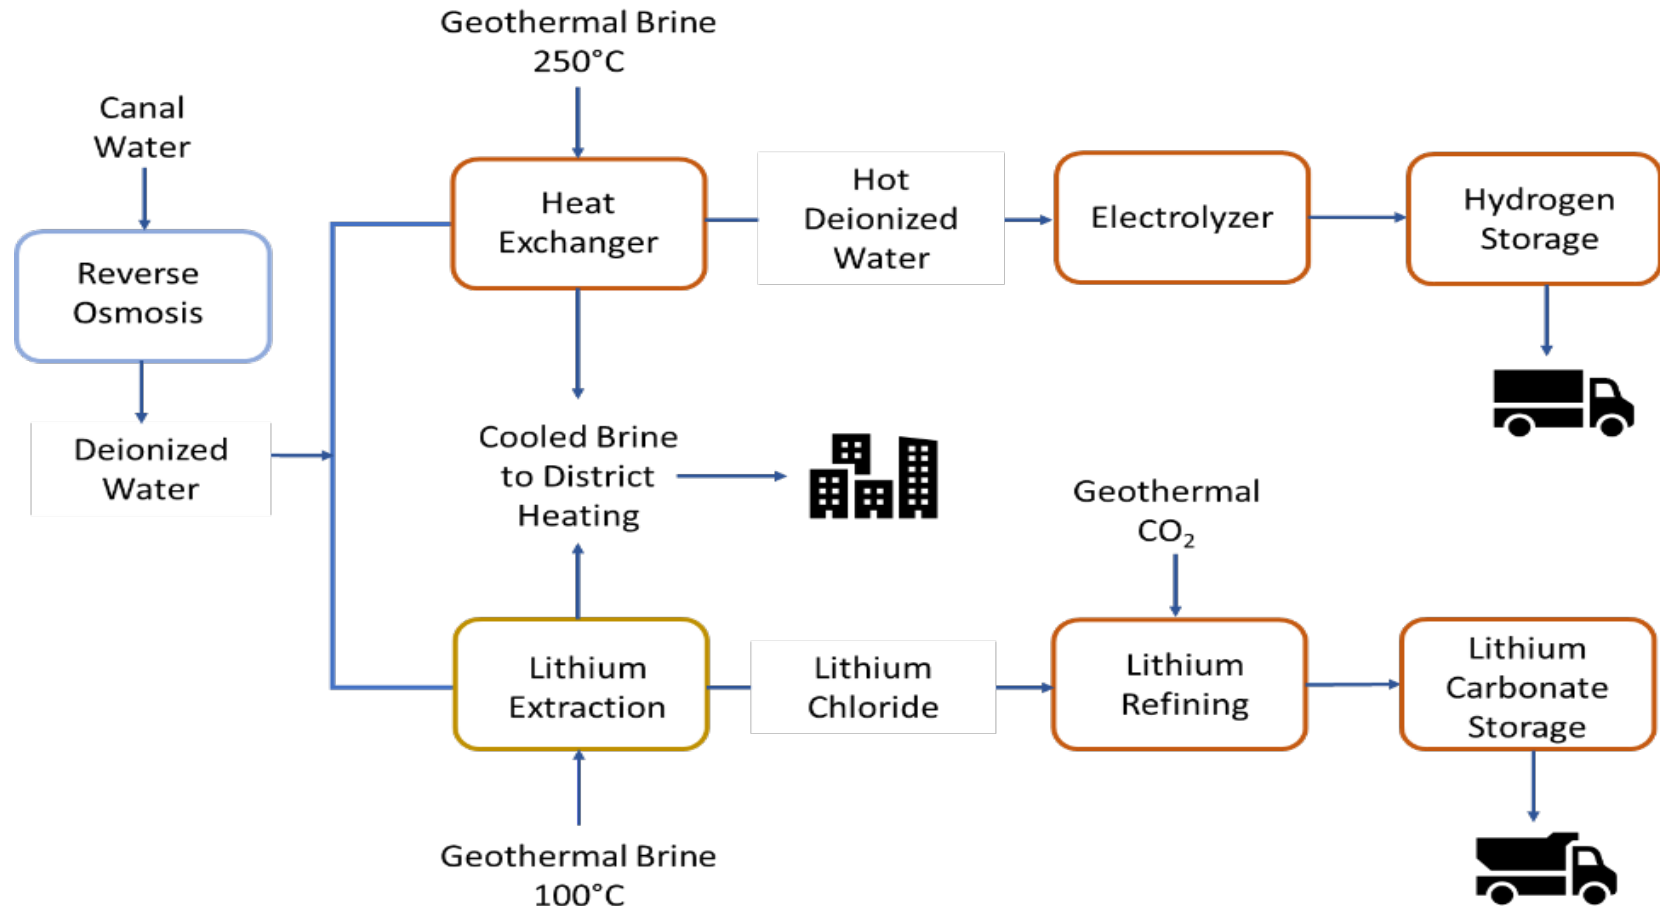 Geothermal Brine
250°C
Canal
Water
Heat
Exchanger
Hot
Deionized
Water
Electrolyzer
Hydrogen
Storage
Reverse
Osmosis
Deionized
Water
Cooled Brine
to District
Heating
Geothermal
CO₂
Lithium
Extraction
Lithium
Chloride
Lithium
Refining
Lithium
Carbonate
Storage
Geothermal Brine
100°C